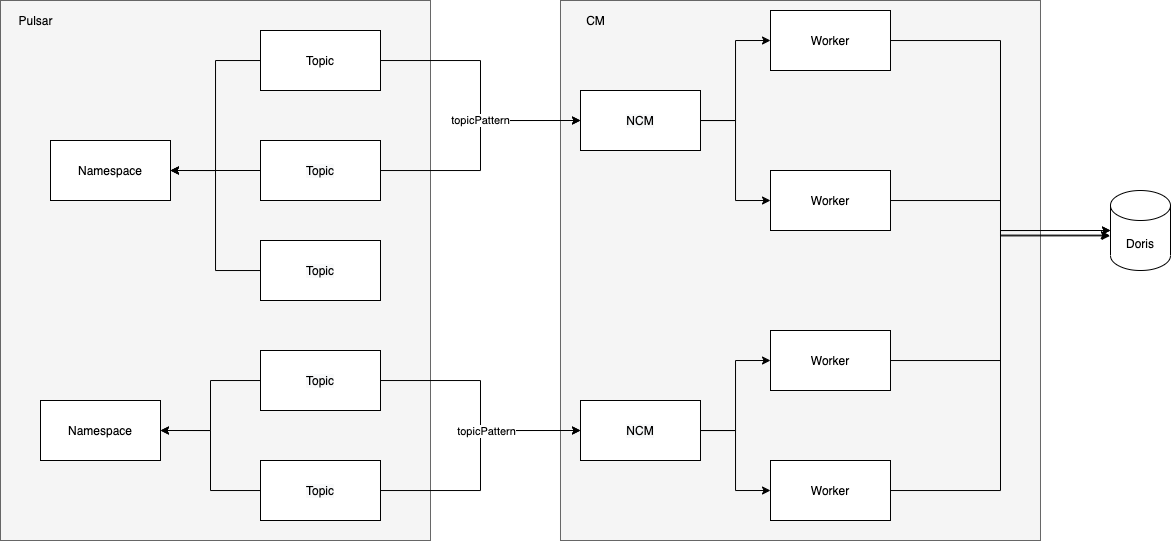 Pulsar
CM
Topic
Worker
topicPattern
NCM
Namespace
Topic
Worker
Topic
Doris
Topic
Worker
Namespace
topicPattern
NCM
Topic
Worker